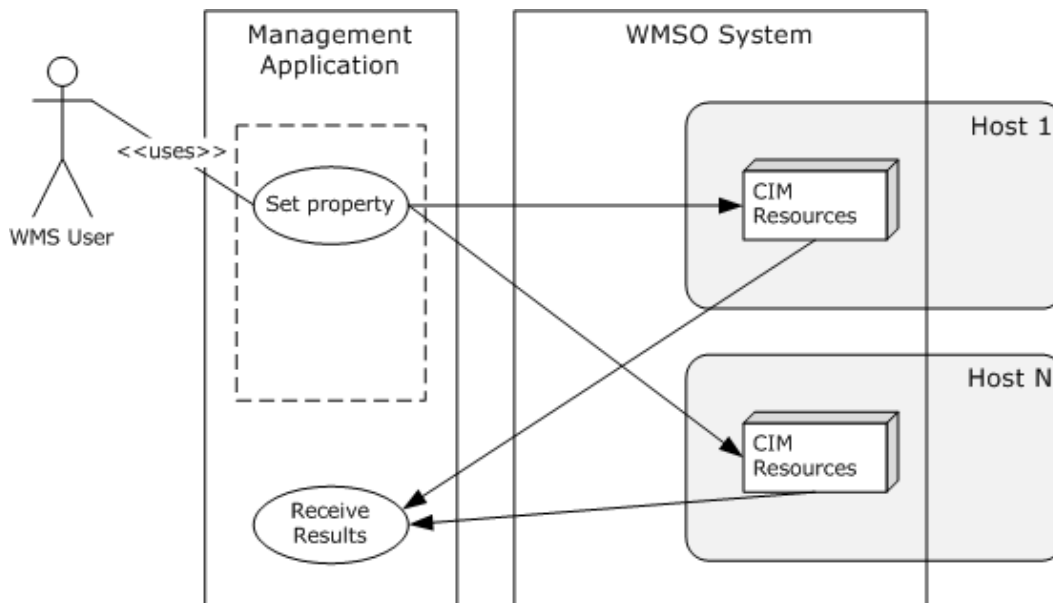 Management
Application
WMSO System
Host 1
<<uses>>
Set property
CIM
Resources
WMS User
Host N
CIM
Resources
Receive
Results